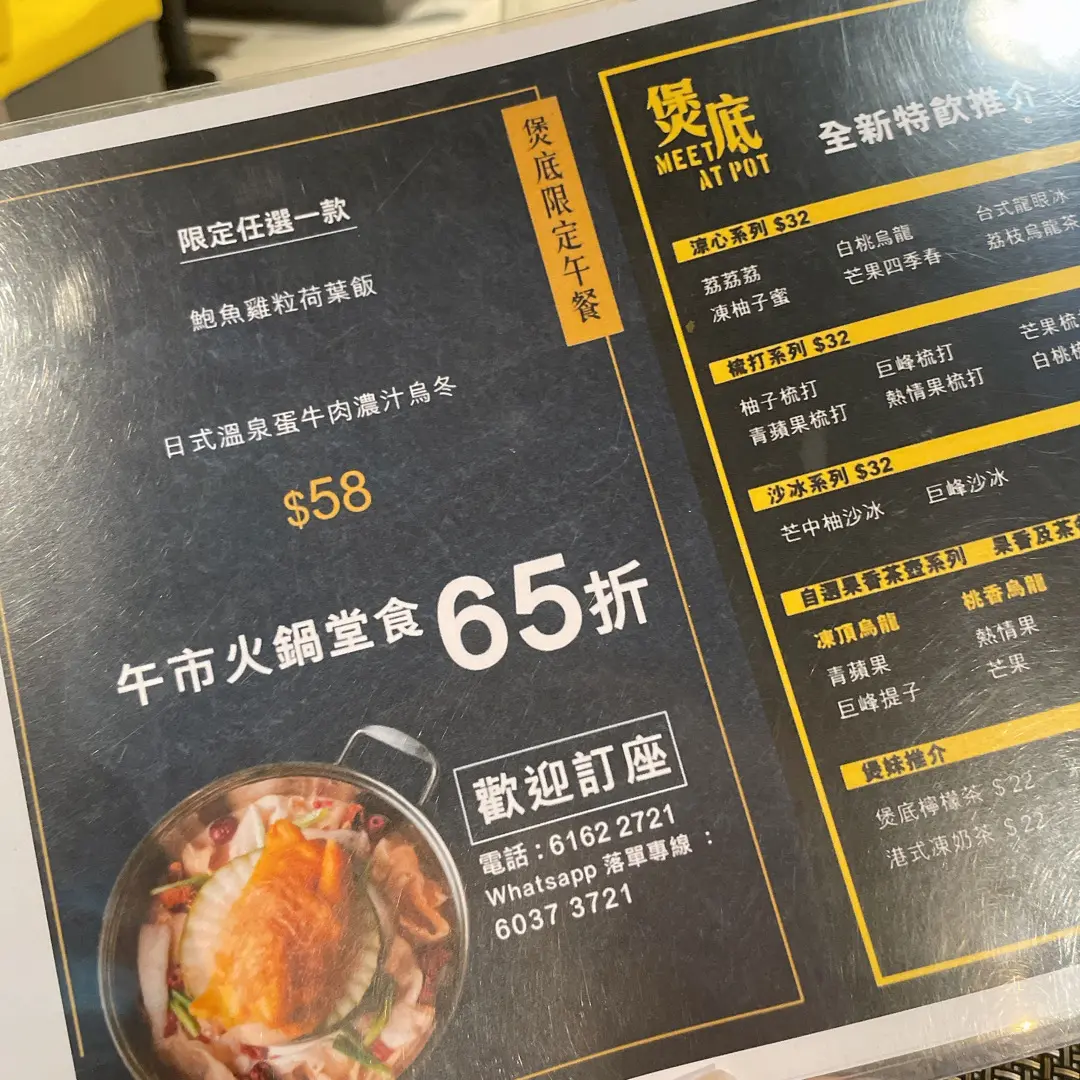 煲底限定午餐
限定任選一款
鮑魚雞粒荷葉飯
日式溫泉蛋牛肉濃汁烏冬
$58
午市火鍋堂食65折
歡迎訂座
電話:6162 2721
Whatsapp 落單專線:
6037 3721
煲底
MEET
AT POT
全新特飲推介。
涼心系列 $32
荔荔荔 白桃烏龍 台式龍眼冰
凍柚子蜜 芒果四季春 荔枝烏龍茶
梳打系列 $32
柚子梳打 巨峰梳打 芒果梳
青蘋果梳打 熱情果梳打 白桃梳
沙冰系列 $32
芒中柚沙冰 巨峰沙冰
自選果香茶壺系列 果香及茶
凍頂烏龍 桃香烏龍
青蘋果 熱情果
巨峰提子 芒果
煲妹推介
煲底檸檬茶 $22
港式凍奶茶 $22